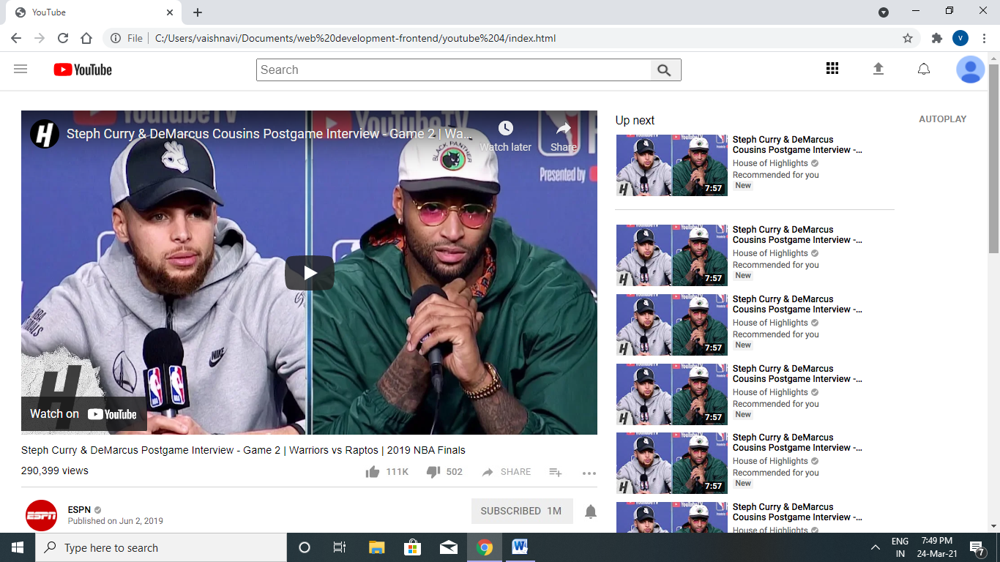 YouTube
File
C:/Users/vaishnavi/Documents/web%20development-frontend/youtube%204/index.html
V
YouTube
Search
YouTubeTV
YouTubeTV
Steph Curry & DeMarcus Cousins Postgame Interview - Game 2 | Wa...
Watch later
Share
BLACK PANTHER
Presented by
NBA
FINALS
NIKE
NBA
NBA
H
Watch on YouTube
Steph Curry & DeMarcus Postgame Interview - Game 2 | Warriors vs Raptos | 2019 NBA Finals
290,399 views
111K
502
SHARE
ESPN
ESPN
Published on Jun 2, 2019
SUBSCRIBED 1M
Up next
AUTOPLAY
7:57
Steph Curry & DeMarcus
Cousins Postgame Interview -...
House of Highlights
Recommended for you
New
7:57
Steph Curry & DeMarcus
Cousins Postgame Interview -...
House of Highlights
Recommended for you
New
7:57
Steph Curry & DeMarcus
Cousins Postgame Interview -...
House of Highlights
Recommended for you
New
7:57
Steph Curry & DeMarcus
Cousins Postgame Interview -...
House of Highlights
Recommended for you
New
7:57
Steph Curry & DeMarcus
Cousins Postgame Interview -...
House of Highlights
Recommended for you
New
Steph Curry & DeMarcus
Cousins Postgame Interview -...
House of Highlights
Type here to search
W
ENG
IN
7:49 PM
24-Mar-21
7